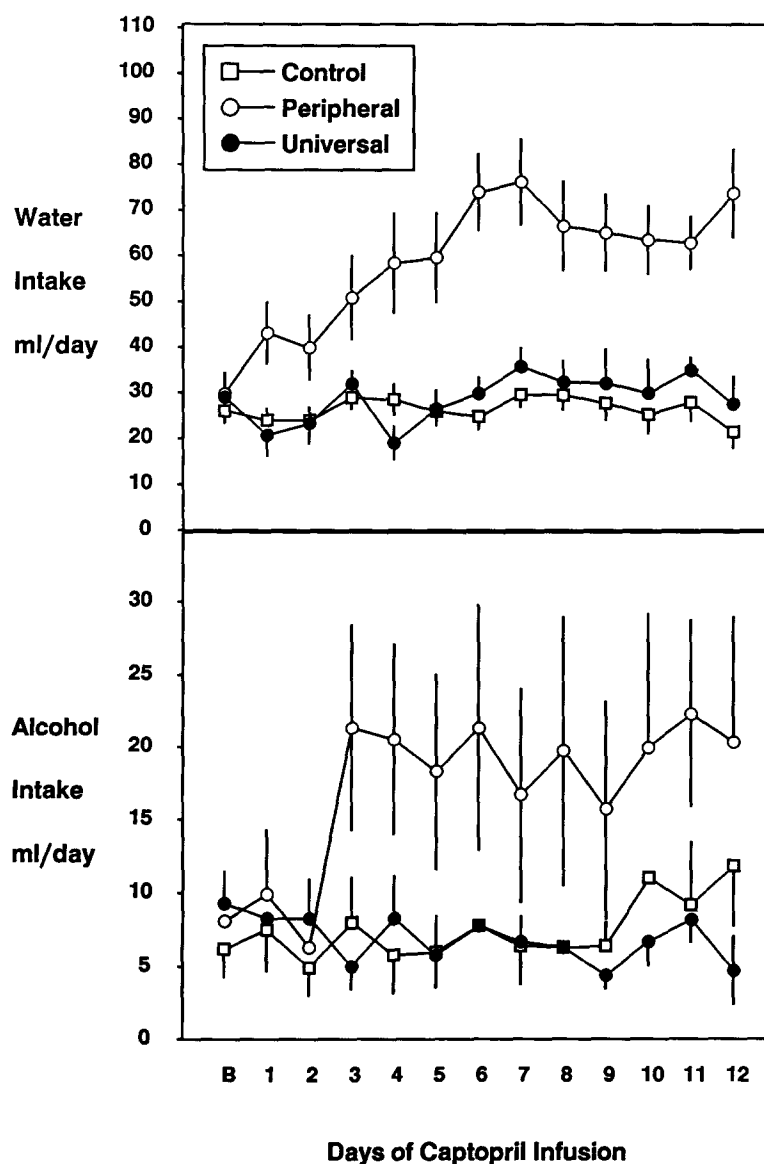 110
100
90
80
70
60
50
40
30
20
10
0
Water
Intake
ml/day
Control
Peripheral
Universal
30
25
20
15
10
5
0
Alcohol
Intake
ml/day
B 1 2 3 4 5 6 7 8 9 10 11 12
Days of Captopril Infusion